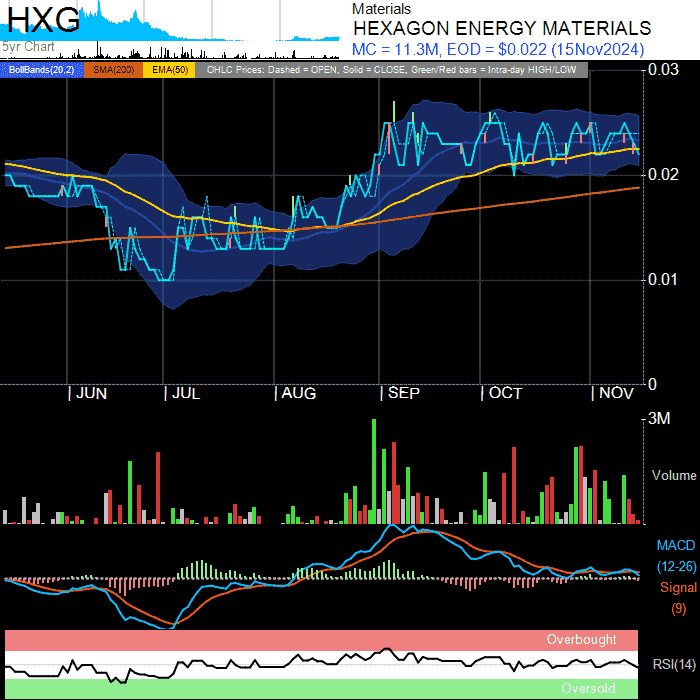 HXG
5yr Chart
Materials
HEXAGON ENERGY MATERIALS
MC = 11.3M, EOD = $0.022 (15Nov2024)
BollBands(20,2) SMA(200) EMA(50) OHLC Prices: Dashed = OPEN, Solid = CLOSE, Green/Red bars = Intra-day HIGH/LOW
0.03
0.02
0.01
0
| JUN | JUL | AUG | SEP | OCT | NOV
3M
Volume
MACD
(12-26)
Signal
(9)
Overbought
RSI(14)
Oversold